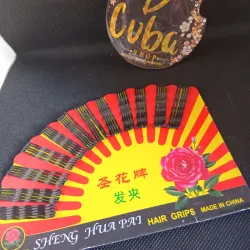 Cuba
SHOP
圣花牌
发夹
SHENG HUA PAI HAIR GRIPS MADE IN CHINA